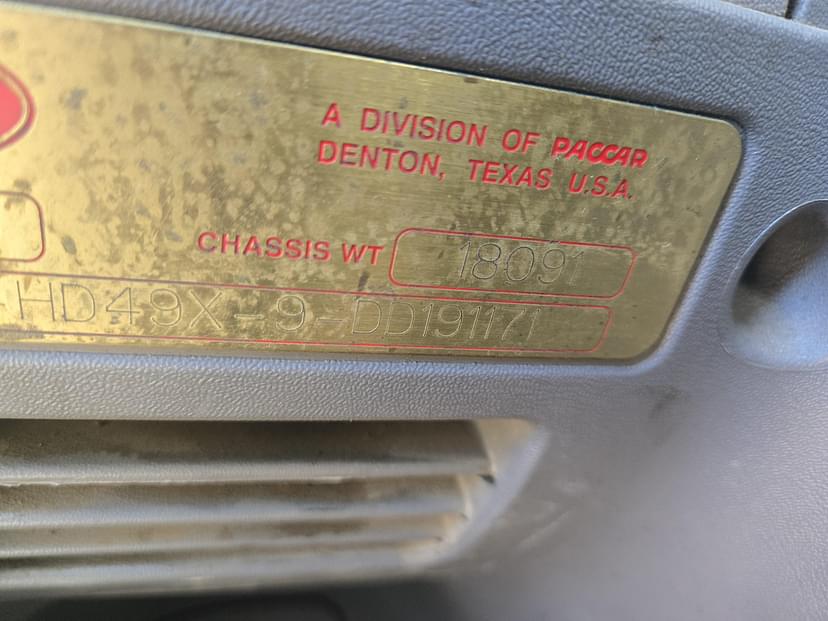 A DIVISION OF PACCAR
DENTON, TEXAS U.S.A.
CHASSIS WT 18091
HD49X-9-DD191171